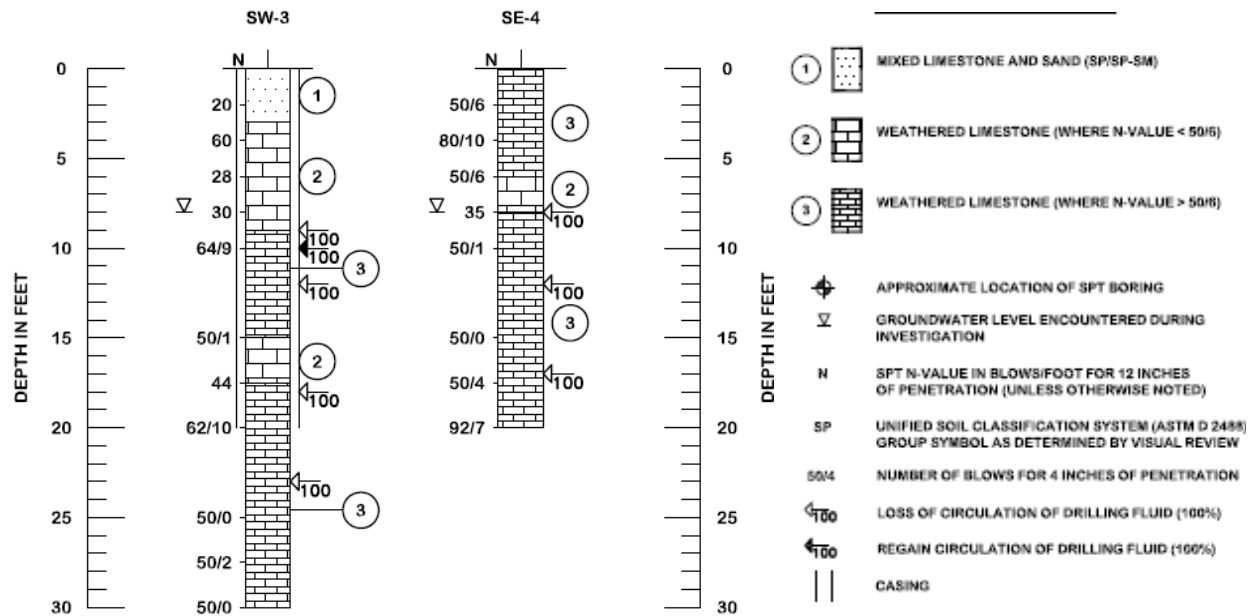 SW-3
SE-4
N
N
0
0
1
MIXED LIMESTONE AND SAND (SP/SP-SM)
20
50/6
3
60
80/10
2
WEATHERED LIMESTONE (WHERE N-VALUE < 50/6)
5
5
28
2
50/6
2
30
35
100
3
WEATHERED LIMESTONE (WHERE N-VALUE > 50/6)
100
10
64/9
100
50/1
10
3
100
100
APPROXIMATE LOCATION OF SPT BORING
DEPTH IN FEET
DEPTH IN FEET
3
GROUNDWATER LEVEL ENCOUNTERED DURING
INVESTIGATION
15
50/1
50/0
15
2
44
100
50/4
100
N
SPT N-VALUE IN BLOWS/FOOT FOR 12 INCHES
OF PENETRATION (UNLESS OTHERWISE NOTED)
20
62/10
92/7
20
SP
UNIFIED SOIL CLASSIFICATION SYSTEM (ASTM D 2488)
GROUP SYMBOL AS DETERMINED BY VISUAL REVIEW
100
50/4
NUMBER OF BLOWS FOR 4 INCHES OF PENETRATION
25
50/0
3
25
100
LOSS OF CIRCULATION OF DRILLING FLUID (100%)
50/2
100
REGAIN CIRCULATION OF DRILLING FLUID (100%)
CASING
30
50/0
30